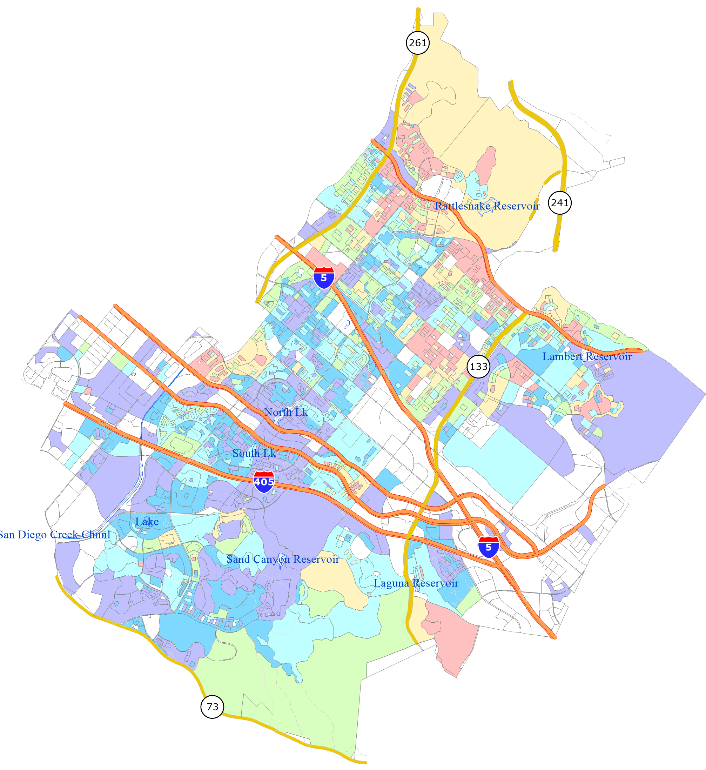 261
Rattlesnake Reservoir
241
5
Lambert Reservoir
133
North Lk
South Lk
405
Lake
San Diego Creek Chnnl
5
Sand Canyon Reservoir
Laguna Reservoir
73